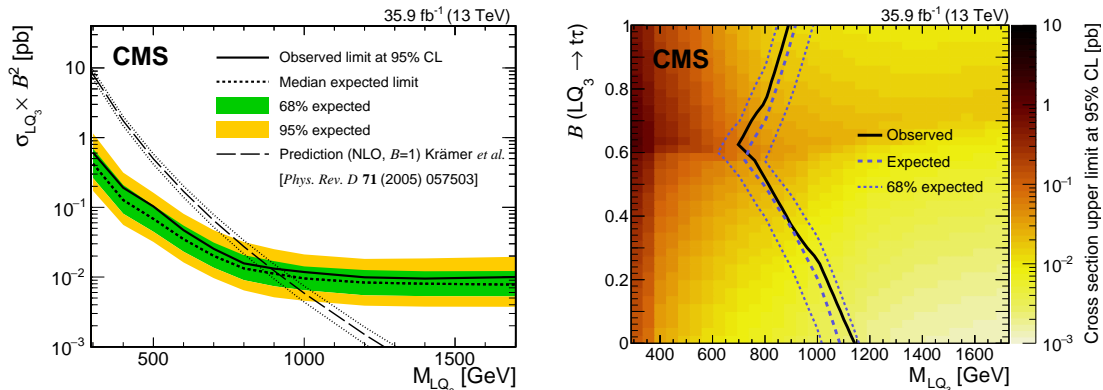 35.9 fb⁻¹ (13 TeV)
σ_LQ₃ × B² [pb]
CMS
Observed limit at 95% CL
Median expected limit
68% expected
95% expected
Prediction (NLO, B=1) Krämer et al.
[Phys. Rev. D 71 (2005) 057503]
10
1
10⁻¹
10⁻²
10⁻³
500
1000
1500
M_LQ₃ [GeV]
35.9 fb⁻¹ (13 TeV)
B (LQ₃ → tτ)
CMS
Observed
Expected
68% expected
1
0.8
0.6
0.4
0.2
0
400
600
800
1000
1200
1400
1600
M_LQ₃ [GeV]
10
1
10⁻¹
10⁻²
10⁻³
Cross section upper limit at 95% CL [pb]